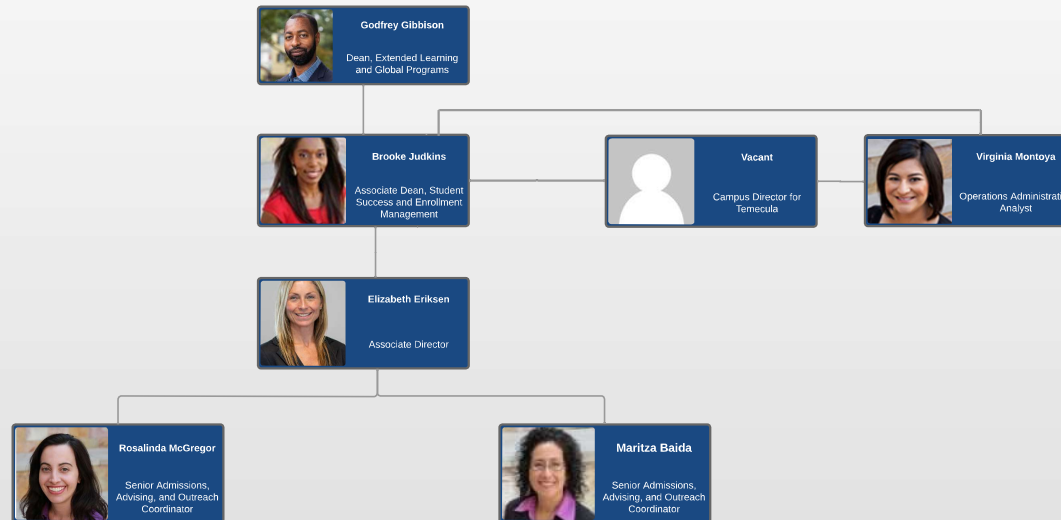 Godfrey Gibbison
Dean, Extended Learning
and Global Programs
Brooke Judkins
Associate Dean, Student
Success and Enrollment
Management
Vacant
Campus Director for
Temecula
Virginia Montoya
Operations
Analyst
Elizabeth Eriksen
Associate Director
Rosalinda McGregor
Senior Admissions,
Advising, and Outreach
Coordinator
Maritza Baida
Senior Admissions,
Advising, and Outreach
Coordinator